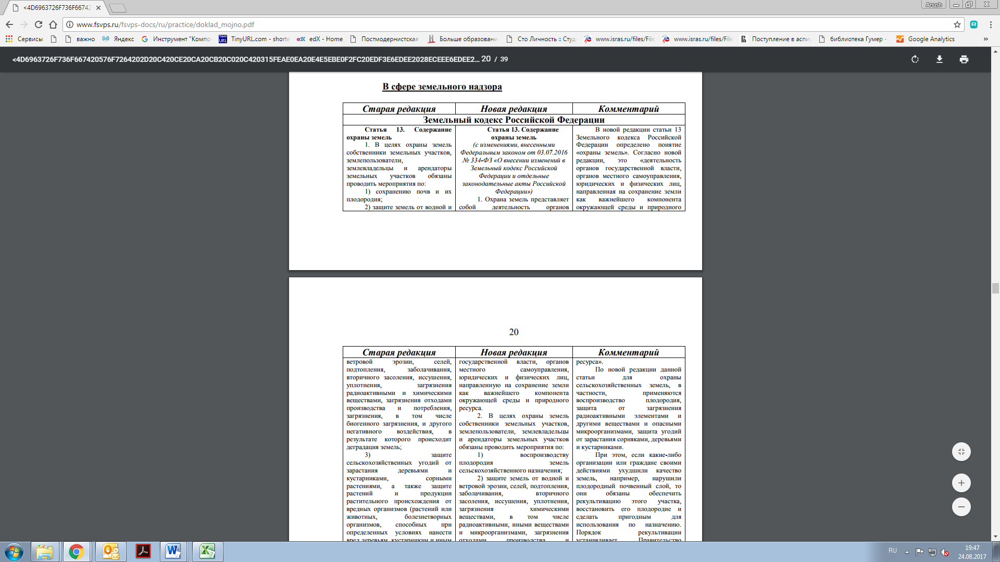 <4D6963726F736F66742
Anush
www.fsvps.ru/fsvps-docs/ru/practice/doklad_mojno.pdf
Сервисы важно Яндекс Инструмент "Компо TinyURL.com - shorte edX - Home Постмодернистская Больше образовани Сто Личность :: Студ www.isras.ru/files/File www.isras.ru/files/File Поступление в аспи библиотека Гумер - Google Analytics »
<4D6963726F736F667420576F7264202D20C420CE20CA20CB20C020C420315FEAE0EA20E4E5EBE0F2FC20EDF3E6EDEE2028ECEEE6EDEE2... 20 / 39
В сфере земельного надзора
Старая редакция Новая редакция Комментарий
Земельный кодекс Российской Федерации
Статья 13. Содержание
охраны земель
1. В целях охраны земель
собственники земельных участков,
землепользователи,
землевладельцы и арендаторы
земельных участков обязаны
проводить мероприятия по:
1) сохранению почв и их
плодородия;
2) защите земель от водной и
Статья 13. Содержание
охраны земель
(с изменениями, внесенными
Федеральным законом от 03.07.2016
№ 334-ФЗ «О внесении изменений в
Земельный кодекс Российской
Федерации и отдельные
законодательные акты Российской
Федерации»)
1. Охрана земель представляет
собой деятельность органов
В новой редакции статьи 13
Земельного кодекса Российской
Федерации определено понятие
«охраны земель». Согласно новой
редакции, это «деятельность
органов государственной власти,
органов местного самоуправления,
юридических и физических лиц,
направленная на сохранение земли
как важнейшего компонента
окружающей среды и природного
20
Старая редакция Новая редакция Комментарий
ветровой эрозии, селей,
подтопления, заболачивания,
вторичного засоления, иссушения,
уплотнения, загрязнения
радиоактивными и химическими
веществами, загрязнения отходами
производства и потребления,
загрязнения, в том числе
биогенного загрязнения, и другого
негативного воздействия, в
результате которого происходит
деградация земель;
3) защите
сельскохозяйственных угодий от
зарастания деревьями и
кустарниками, сорными
растениями, а также защите
растений и продукции
растительного происхождения от
вредных организмов (растений или
животных, болезнетворных
организмов, способных при
определенных условиях нанести
вред деревьям, кустарникам и иным
государственной власти, органов
местного самоуправления,
юридических и физических лиц,
направленную на сохранение земли
как важнейшего компонента
окружающей среды и природного
ресурса.
2. В целях охраны земель
собственники земельных участков,
землепользователи, землевладельцы
и арендаторы земельных участков
обязаны проводить мероприятия по:
1) воспроизводству
плодородия земель
сельскохозяйственного назначения;
2) защите земель от водной и
ветровой эрозии, селей, подтопления,
заболачивания, вторичного
засоления, иссушения, уплотнения,
загрязнения химическими
веществами, в том числе
радиоактивными, иными веществами
и микроорганизмами, загрязнения
отходами производства и
ресурса».
По новой редакции данной
статьи для охраны
сельскохозяйственных земель, в
частности, применяются
воспроизводство плодородия,
защита от загрязнения
радиоактивными элементами и
другими веществами и опасными
микроорганизмами, защита угодий
от зарастания сорняками, деревьями
и кустарниками.
При этом, если какие-либо
организации или граждане своими
действиями ухудшили качество
земель, например, нарушили
плодородный почвенный слой, то
они обязаны обеспечить
рекультивацию этого участка,
восстановить его плодородие и
сделать пригодным для
использования по назначению.
Порядок рекультивации
устанавливает Правительство
RU
19:47
24.08.2017